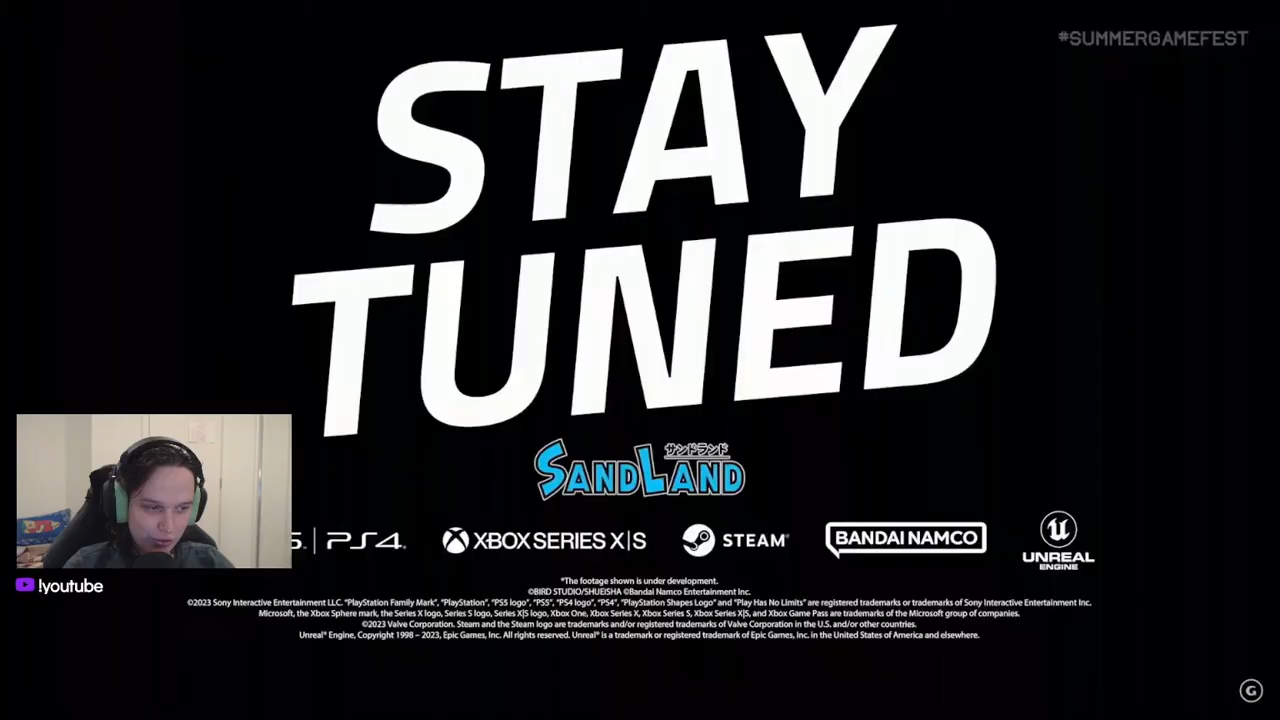 #SUMMERGAMEFEST
STAY
TUNED
サンドランド
SANDLAND
5. | PS4. XBOX SERIES X|S STEAM® BANDAI NAMCO UNREAL ENGINE
!youtube
*The footage shown is under development.
©BIRD STUDIO/SHUEISHA ©Bandai Namco Entertainment Inc.
©2023 Sony Interactive Entertainment LLC. "PlayStation Family Mark", "PlayStation", "PS5 logo", "PS5", "PS4 logo", "PS4", "PlayStation Shapes Logo" and "Play Has No Limits" are registered trademarks or trademarks of Sony Interactive Entertainment Inc.
Microsoft, the Xbox Sphere mark, the Series X logo, Series S logo, Series X|S logo, Xbox One, Xbox Series X, Xbox Series S, Xbox Series X|S, and Xbox Game Pass are trademarks of the Microsoft group of companies.
©2023 Valve Corporation. Steam and the Steam logo are trademarks and/or registered trademarks of Valve Corporation in the U.S. and/or other countries.
Unreal® Engine, Copyright 1998 – 2023, Epic Games, Inc. All rights reserved. Unreal® is a trademark or registered trademark of Epic Games, Inc. in the United States of America and elsewhere.
G